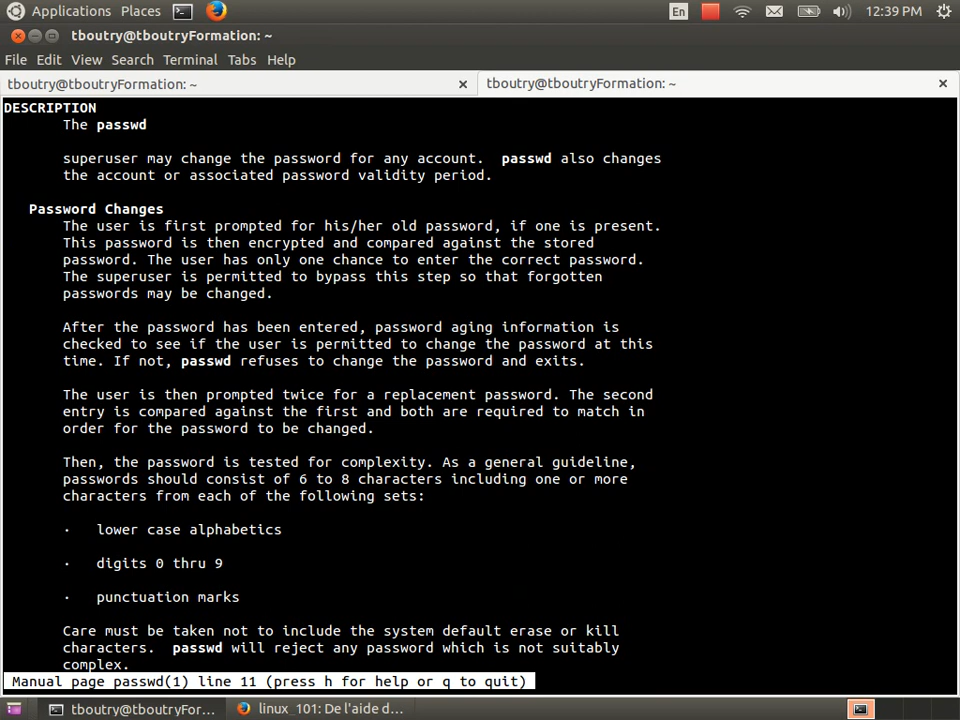 Applications Places En 12:39 PM
tboutry@tboutryFormation: ~
File Edit View Search Terminal Tabs Help
tboutry@tboutryFormation: ~ × tboutry@tboutryFormation: ~ ×
DESCRIPTION
The passwd
superuser may change the password for any account. passwd also changes
the account or associated password validity period.
Password Changes
The user is first prompted for his/her old password, if one is present.
This password is then encrypted and compared against the stored
password. The user has only one chance to enter the correct password.
The superuser is permitted to bypass this step so that forgotten
passwords may be changed.
After the password has been entered, password aging information is
checked to see if the user is permitted to change the password at this
time. If not, passwd refuses to change the password and exits.
The user is then prompted twice for a replacement password. The second
entry is compared against the first and both are required to match in
order for the password to be changed.
Then, the password is tested for complexity. As a general guideline,
passwords should consist of 6 to 8 characters including one or more
characters from each of the following sets:
· lower case alphabetics
· digits 0 thru 9
· punctuation marks
Care must be taken not to include the system default erase or kill
characters. passwd will reject any password which is not suitably
complex.
Manual page passwd(1) line 11 (press h for help or q to quit)
tboutry@tboutryFor... linux_101: De l'aide d...